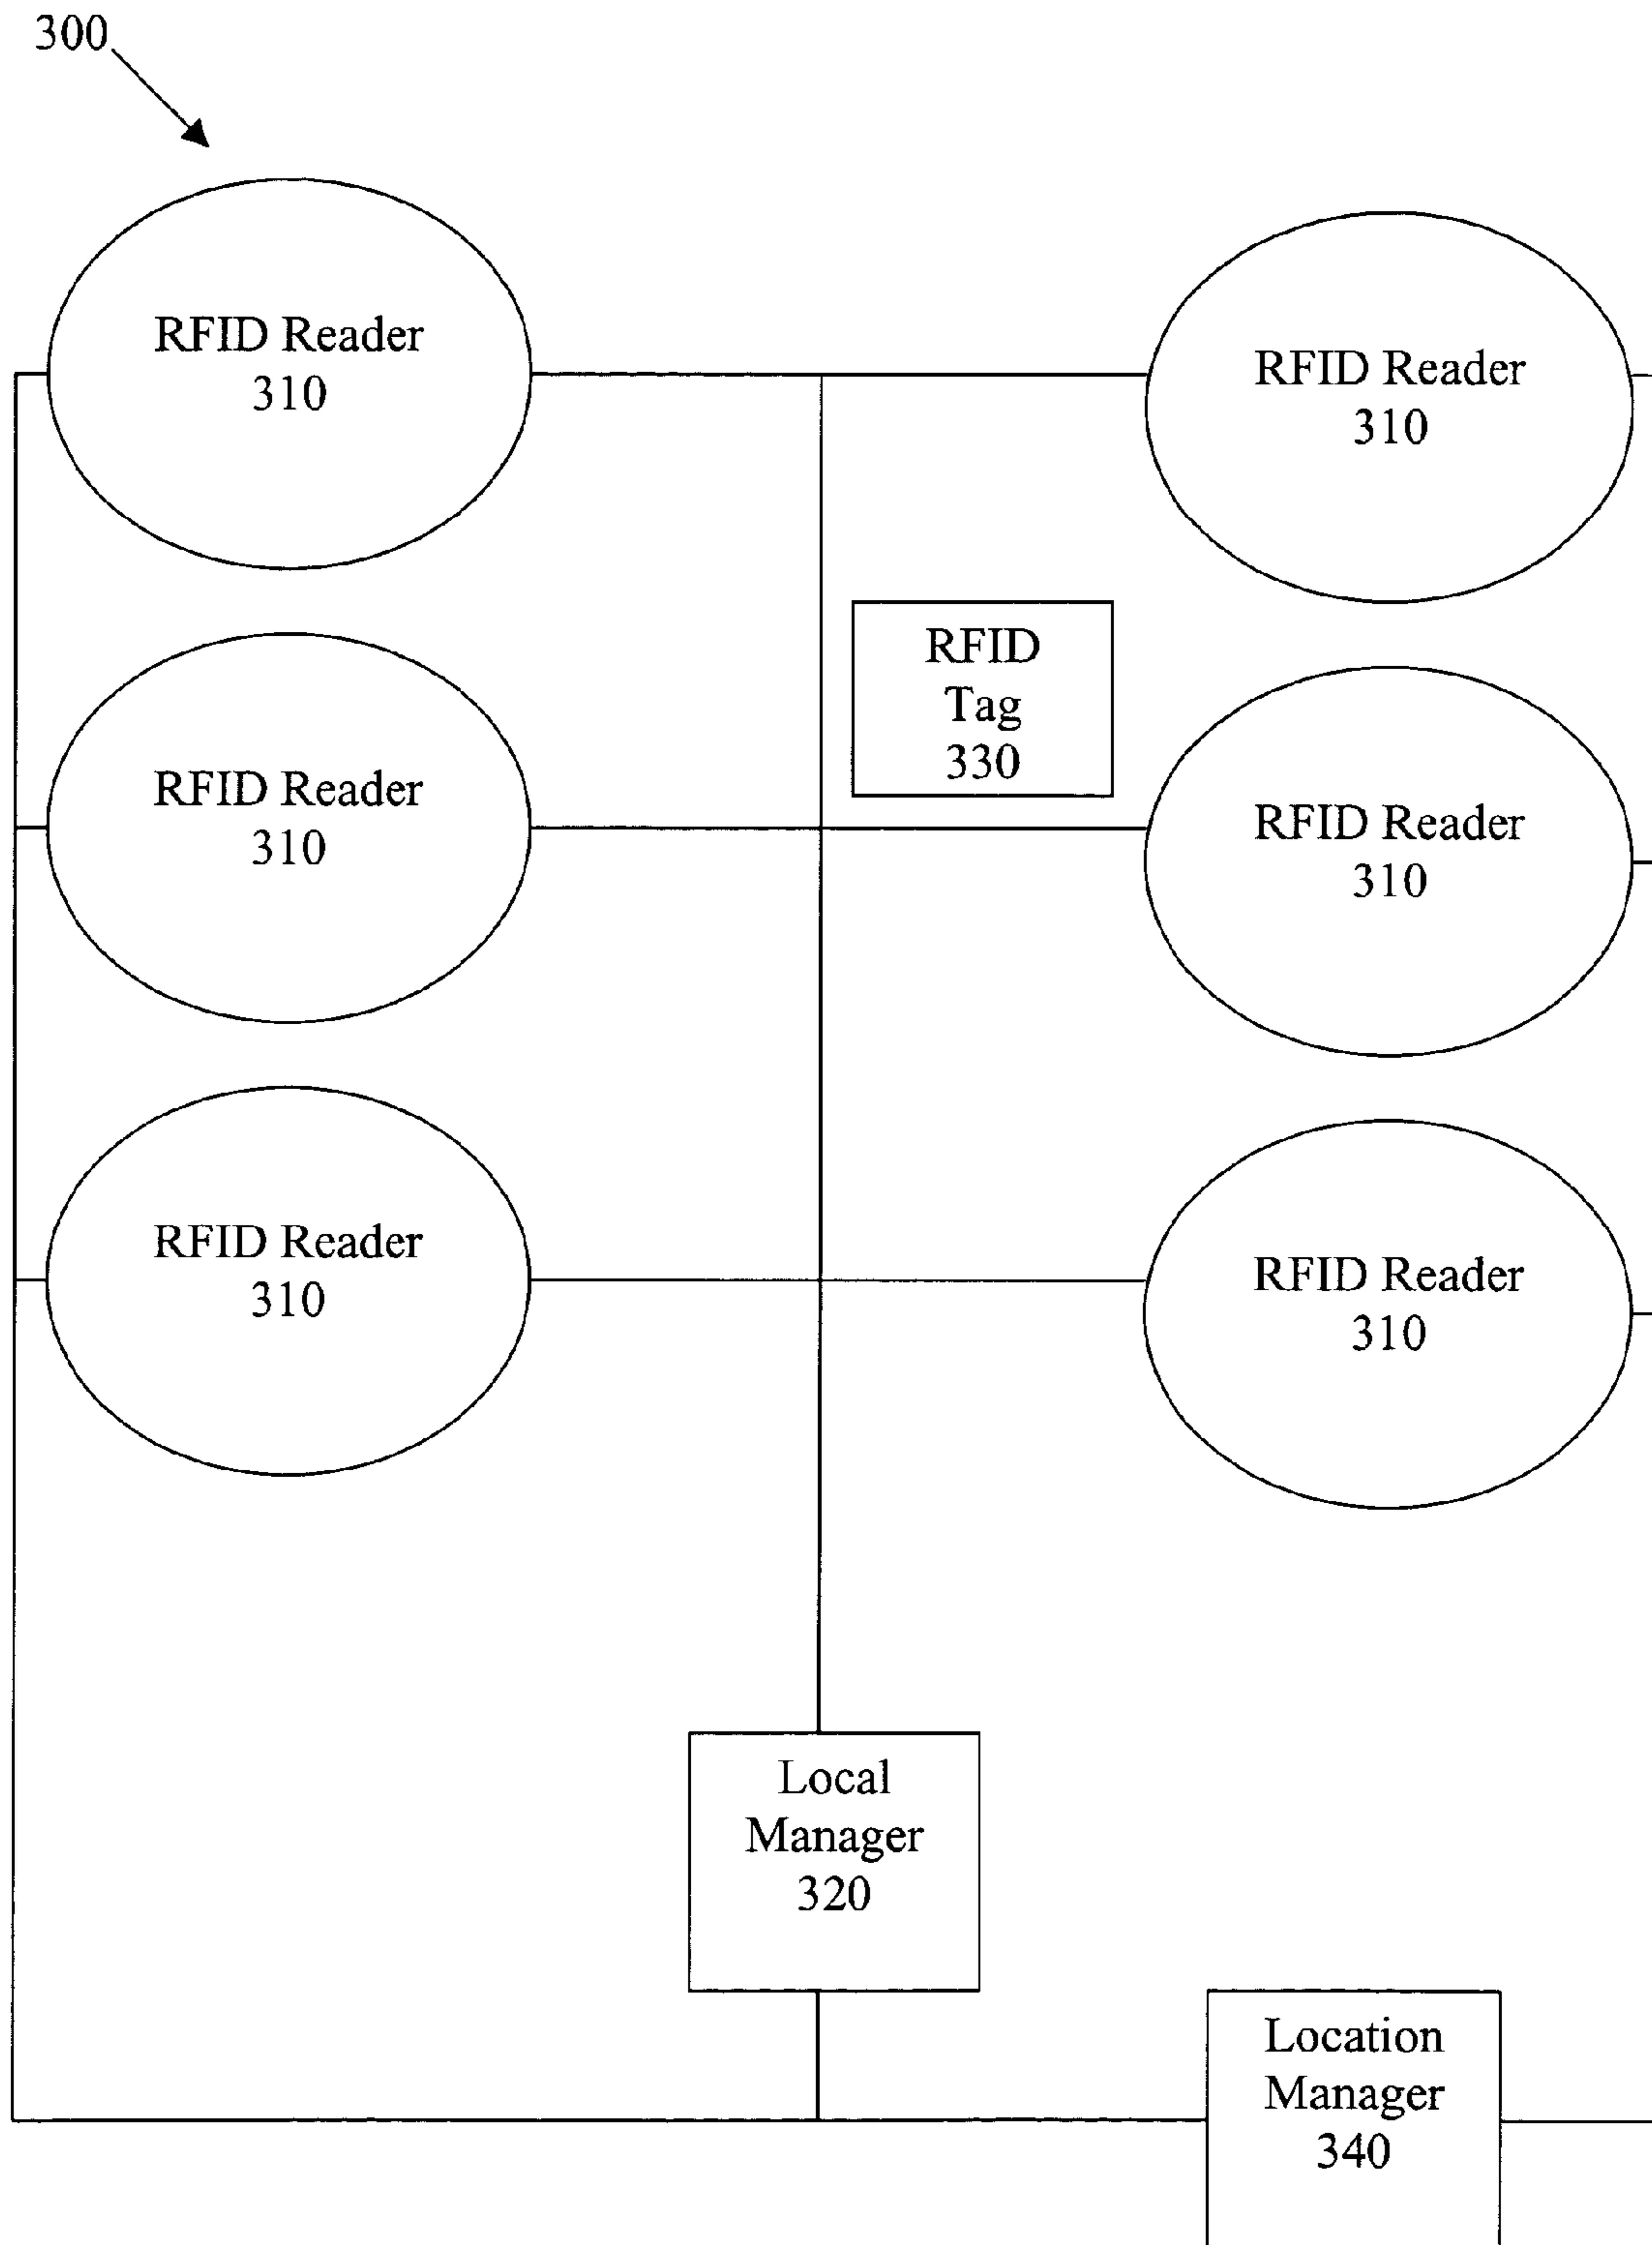 300
RFID Reader
310
RFID Reader
310
RFID
Tag
330
RFID Reader
310
RFID Reader
310
RFID Reader
310
RFID Reader
310
Local
Manager
320
Location
Manager
340